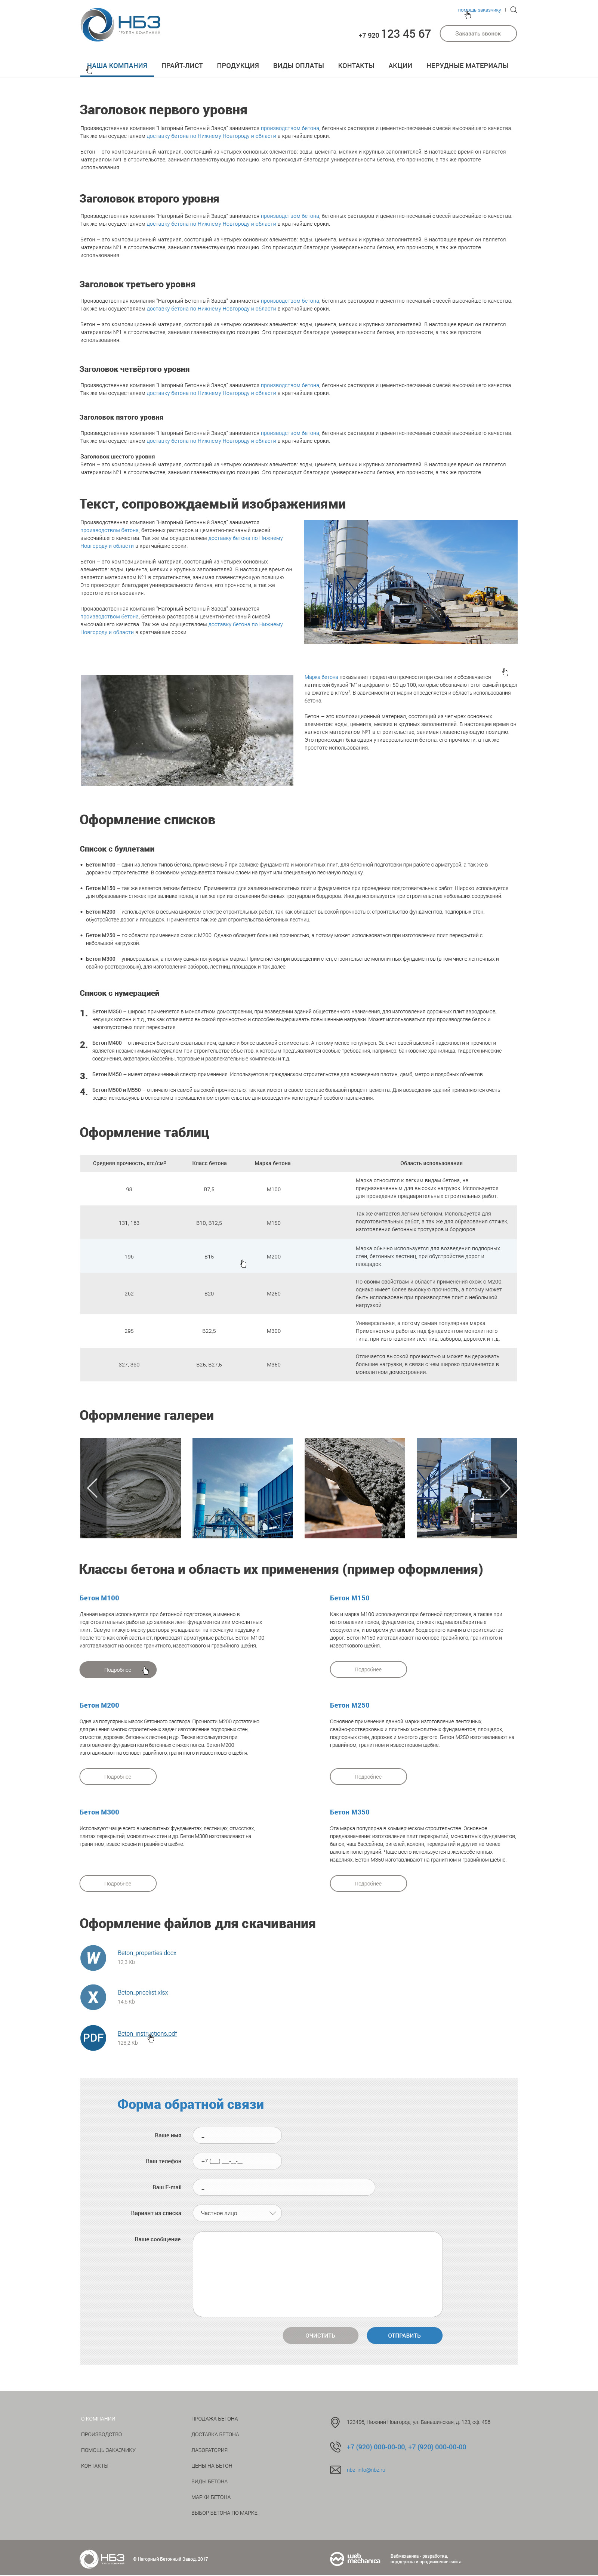 помощь заказчику
НБЗ
ГРУППА КОМПАНИЙ
+7 920 123 45 67
Заказать звонок
НАША КОМПАНИЯ ПРАЙТ-ЛИСТ ПРОДУКЦИЯ ВИДЫ ОПЛАТЫ КОНТАКТЫ АКЦИИ НЕРУДНЫЕ МАТЕРИАЛЫ
Заголовок первого уровня
Производственная компания "Нагорный Бетонный Завод" занимается производством бетона, бетонных растворов и цементно-песчаный смесей высочайшего качества.
Так же мы осуществляем доставку бетона по Нижнему Новгороду и области в кратчайшие сроки.
Бетон – это композиционный материал, состоящий из четырех основных элементов: воды, цемента, мелких и крупных заполнителей. В настоящее время он является
материалом №1 в строительстве, занимая главенствующую позицию. Это происходит благодаря универсальности бетона, его прочности, а так же простоте
использования.
Заголовок второго уровня
Производственная компания "Нагорный Бетонный Завод" занимается производством бетона, бетонных растворов и цементно-песчаный смесей высочайшего качества.
Так же мы осуществляем доставку бетона по Нижнему Новгороду и области в кратчайшие сроки.
Бетон – это композиционный материал, состоящий из четырех основных элементов: воды, цемента, мелких и крупных заполнителей. В настоящее время он является
материалом №1 в строительстве, занимая главенствующую позицию. Это происходит благодаря универсальности бетона, его прочности, а так же простоте
использования.
Заголовок третьего уровня
Производственная компания "Нагорный Бетонный Завод" занимается производством бетона, бетонных растворов и цементно-песчаный смесей высочайшего качества.
Так же мы осуществляем доставку бетона по Нижнему Новгороду и области в кратчайшие сроки.
Бетон – это композиционный материал, состоящий из четырех основных элементов: воды, цемента, мелких и крупных заполнителей. В настоящее время он является
материалом №1 в строительстве, занимая главенствующую позицию. Это происходит благодаря универсальности бетона, его прочности, а так же простоте
использования.
Заголовок четвёртого уровня
Производственная компания "Нагорный Бетонный Завод" занимается производством бетона, бетонных растворов и цементно-песчаный смесей высочайшего качества.
Так же мы осуществляем доставку бетона по Нижнему Новгороду и области в кратчайшие сроки.
Заголовок пятого уровня
Производственная компания "Нагорный Бетонный Завод" занимается производством бетона, бетонных растворов и цементно-песчаный смесей высочайшего качества.
Так же мы осуществляем доставку бетона по Нижнему Новгороду и области в кратчайшие сроки.
Заголовок шестого уровня
Бетон – это композиционный материал, состоящий из четырех основных элементов: воды, цемента, мелких и крупных заполнителей. В настоящее время он является
материалом №1 в строительстве, занимая главенствующую позицию. Это происходит благодаря универсальности бетона, его прочности, а так же простоте
Текст, сопровождаемый изображениями
Производственная компания "Нагорный Бетонный Завод" занимается
производством бетона, бетонных растворов и цементно-песчаный смесей
высочайшего качества. Так же мы осуществляем доставку бетона по Нижнему
Новгороду и области в кратчайшие сроки.
Бетон – это композиционный материал, состоящий из четырех основных
элементов: воды, цемента, мелких и крупных заполнителей. В настоящее время он
является материалом №1 в строительстве, занимая главенствующую позицию.
Это происходит благодаря универсальности бетона, его прочности, а так же
простоте использования.
Производственная компания "Нагорный Бетонный Завод" занимается
производством бетона, бетонных растворов и цементно-песчаный смесей
высочайшего качества. Так же мы осуществляем доставку бетона по Нижнему
Новгороду и области в кратчайшие сроки.
Марка бетона показывает предел его прочности при сжатии и обозначается
латинской буквой "М" и цифрами от 50 до 100, которые обозначают этот самый предел
на сжатие в кг/см². В зависимости от марки определяется и область использования
бетона.
Бетон – это композиционный материал, состоящий из четырех основных
элементов: воды, цемента, мелких и крупных заполнителей. В настоящее время он
является материалом №1 в строительстве, занимая главенствующую позицию.
Это происходит благодаря универсальности бетона, его прочности, а так же
простоте использования.
Оформление списков
Список с буллетами
• Бетон М100 – один из легких типов бетона, применяемый при заливке фундамента и монолитных плит; для бетонной подготовки при работе с арматурой, а так же в
дорожном строительстве. В основном укладывается тонким слоем на грунт или специальную песчаную подушку.
• Бетон М150 – так же является легким бетоном. Применяется для заливки монолитных плит и фундаментов при проведении подготовительных работ. Широко используется
для образования стяжек при заливке полов, а так же при изготовлении бетонных тротуаров и бордюров. Иногда используется при строительстве небольших сооружений.
• Бетон М200 – используется в весьма широком спектре строительных работ, так как обладает высокой прочностью: строительство фундаментов, подпорных стен,
обустройстве дорог и площадок. Применяется так же для строительства бетонных лестниц.
• Бетон М250 – по области применения схож с М200. Однако обладает большей прочностью, а потому может использоваться при изготовлении плит перекрытий с
небольшой нагрузкой.
• Бетон М300 – универсальная, а потому самая популярная марка. Применяется при возведении стен, строительстве монолитных фундаментов (в том числе ленточных и
свайно-ростверковых), для изготовления заборов, лестниц, площадок и так далее.
Список с нумерацией
1. Бетон М350 – широко применяется в монолитном домостроении, при возведении зданий общественного назначения, для изготовления дорожных плит аэродромов,
несущих колонн и т.д., так как отличается высокой прочностью и способен выдерживать повышенные нагрузки. Может использоваться при производстве балок и
многопустотных плит перекрытия.
2. Бетон М400 – отличается быстрым схватыванием, однако и более высокой стоимостью. А потому менее популярен. За счет своей высокой надежности и прочности
является незаменимым материалом при строительстве объектов, к которым предъявляются особые требования, например: банковские хранилища, гидротехнические
соединения, аквапарки, бассейны, торговые и развлекательные комплексы и т.д.
3. Бетон М450 – имеет ограниченный спектр применения. Используется в гражданском строительстве для возведения плотин, дамб, метро и подобных объектов.
4. Бетон М500 и М550 – отличаются самой высокой прочностью, так как имеют в своем составе большой процент цемента. Для возведения зданий применяются очень
редко, используясь в основном в промышленном строительстве для возведения конструкций особого назначения.
Оформление таблиц
Средняя прочность, кгс/см² Класс бетона Марка бетона Область использования
98 В7,5 М100 Марка относится к легким видам бетона, не
предназначенным для высоких нагрузок. Используется
для проведения предварительных строительных работ
131, 163 В10, В12,5 М150 Так же считается легким бетоном. Используется для
подготовительных работ, а так же для образования стяжек,
изготовления бетонных тротуаров и бордюров.
196 В15 М200 Марка обычно используется для возведения подпорных
стен, бетонных лестниц, при обустройстве дорог и
площадок.
262 В20 М250 По своим свойствам и области применения схож с М200,
однако имеет более высокую прочность, а потому может
быть использован при производстве плит с небольшой
нагрузкой
295 В22,5 М300 Универсальная, а потому самая популярная марка.
Применяется в работах над фундаментом монолитного
типа, при изготовлении лестниц, заборов, дорожек и т.д.
327, 360 В25, В27,5 М350 Отличается высокой прочностью и может выдерживать
большие нагрузки, в связи с чем широко применяется в
монолитном домостроении.
Оформление галереи
Классы бетона и область их применения (пример оформления)
Бетон М100
Данная марка используется при бетонной подготовке, а именно в
подготовительных работах до заливки лент фундаментов или монолитных
плит. Самую низкую марку раствора укладывают на песчаную подушку и
после того как слой застынет, производят арматурные работы. Бетон М100
изготавливают на основе гранитного, известкового и гравийного щебня.
Подробнее
Бетон М150
Как и марка М100 используется при бетонной подготовке, а также при
изготовлении полов, фундаментов, стяжек под малогабаритные
сооружения, и во время установки бордюрного камня в строительстве
дорог. Бетон М150 изготавливают на основе гравийного, гранитного и
известкового щебня.
Подробнее
Бетон М200
Одна из популярных марок бетонного раствора. Прочности М200 достаточно
для решения многих строительных задач: изготовление подпорных стен,
отмосток, дорожек, бетонных лестниц и др. Также используется при
изготовлении фундаментов и бетонных стяжек полов. Бетон М200
изготавливают на основе гравийного, гранитного и известкового щебня.
Подробнее
Бетон М250
Основное применение данной марки изготовление ленточных,
свайно-ростверковых и плитных монолитных фундаментов, площадок,
подпорных стен, дорожек и многого другого. Бетон М250 изготавливают на
гравийном, гранитном и известковом щебне.
Подробнее
Бетон М300
Используют чаще всего в монолитных фундаментах, лестницах, отмостках,
плитах перекрытий, монолитных стен и др. Бетон М300 изготавливают на
гранитном, известковом и гравийном щебне.
Подробнее
Бетон М350
Эта марка популярна в коммерческом строительстве. Основное
предназначение: изготовление плит перекрытий, монолитных фундаментов,
балок, чаш бассейнов, ригелей, колонн, перекрытий и других не менее
важных конструкций. Чаще всего используется в железобетонных
изделиях. Бетон М350 изготавливают на гранитном и гравийном щебне.
Подробнее
Оформление файлов для скачивания
W Beton_properties.docx
12,3 Kb
X Beton_pricelist.xlsx
14,6 Kb
PDF Beton_instructions.pdf
128,2 Kb
Форма обратной связи
Ваше имя _
Ваш телефон +7 (___) ___-__-__
Ваш E-mail _
Вариант из списка Частное лицо
Ваше сообщение
ОЧИСТИТЬ ОТПРАВИТЬ
О КОМПАНИИ
ПРОИЗВОДСТВО
ПОМОЩЬ ЗАКАЗЧИКУ
КОНТАКТЫ
ПРОДАЖА БЕТОНА
ДОСТАВКА БЕТОНА
ЛАБОРАТОРИЯ
ЦЕНЫ НА БЕТОН
ВИДЫ БЕТОНА
МАРКИ БЕТОНА
ВЫБОР БЕТОНА ПО МАРКЕ
123456, Нижний Новгород, ул. Баньшинская, д. 123, оф. 456
+7 (920) 000-00-00, +7 (920) 000-00-00
nbz_info@nbz.ru
НБЗ
ГРУППА КОМПАНИЙ
© Нагорный Бетонный Завод, 2017
web
mechanica
Вебмеханика - разработка,
поддержка и продвижение сайта